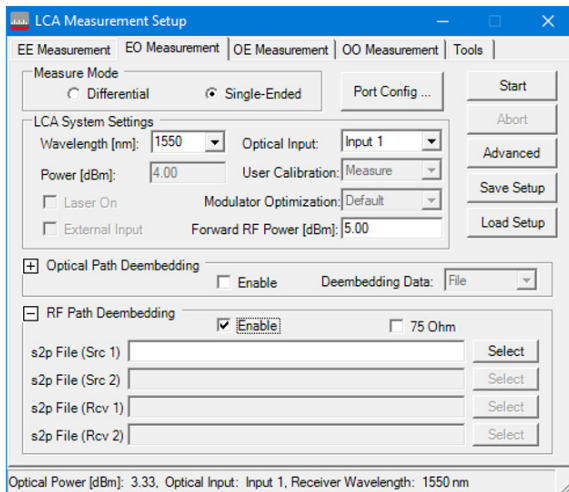 LCA Measurement Setup
EE Measurement EO Measurement OE Measurement OO Measurement Tools
Measure Mode
Differential Single-Ended Port Config ... Start
Abort
LCA System Settings
Wavelength [nm]: 1550 Optical Input: Input 1
Advanced
Power [dBm]: 4.00 User Calibration: Measure
Save Setup
Laser On Modulator Optimization: Default
External Input Forward RF Power [dBm]: 5.00 Load Setup
Optical Path Deembedding
Enable Deembedding Data: File
RF Path Deembedding
Enable 75 Ohm
s2p File (Src 1) Select
s2p File (Src 2) Select
s2p File (Rcv 1) Select
s2p File (Rcv 2) Select
Optical Power [dBm]: 3.33, Optical Input: Input 1, Receiver Wavelength: 1550 nm